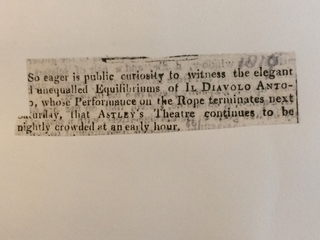 So eager is public curiosity to witness the elegant
unequalled Equilibriums of IL DIAVOLO ANTO-
whose Performance on the Rope terminates next
that ASTLEY's Theatre continues to be
nightly crowded at an early hour.